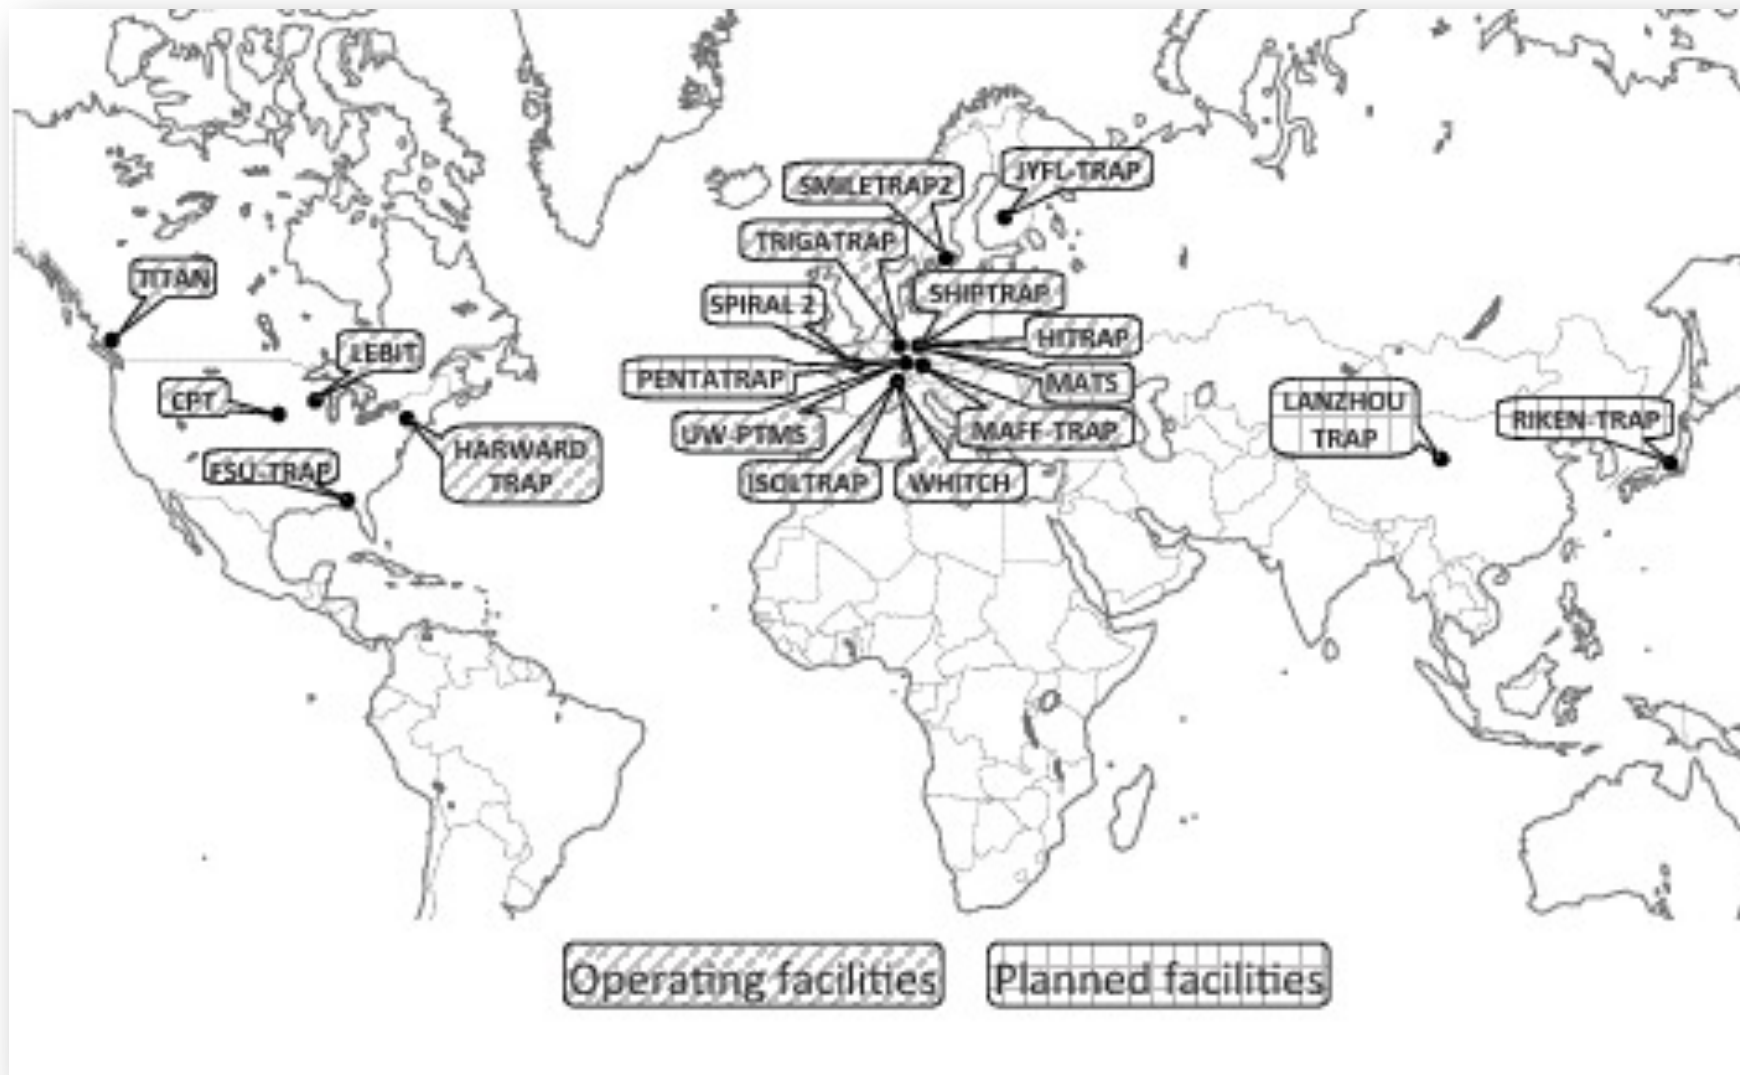 SMILETRAP2
JYFL-TRAP
TRIGATRAP
TITAN
SHIPTRAP
SPIRAL 2
HITRAP
LEBIT
PENTATRAP
MATS
CPT
LANZHOU
TRAP
RIKEN-TRAP
UW-PTMS
MAFF-TRAP
HARWARD
TRAP
FSU-TRAP
ISOLTRAP
WHITCH
Operating facilities
Planned facilities